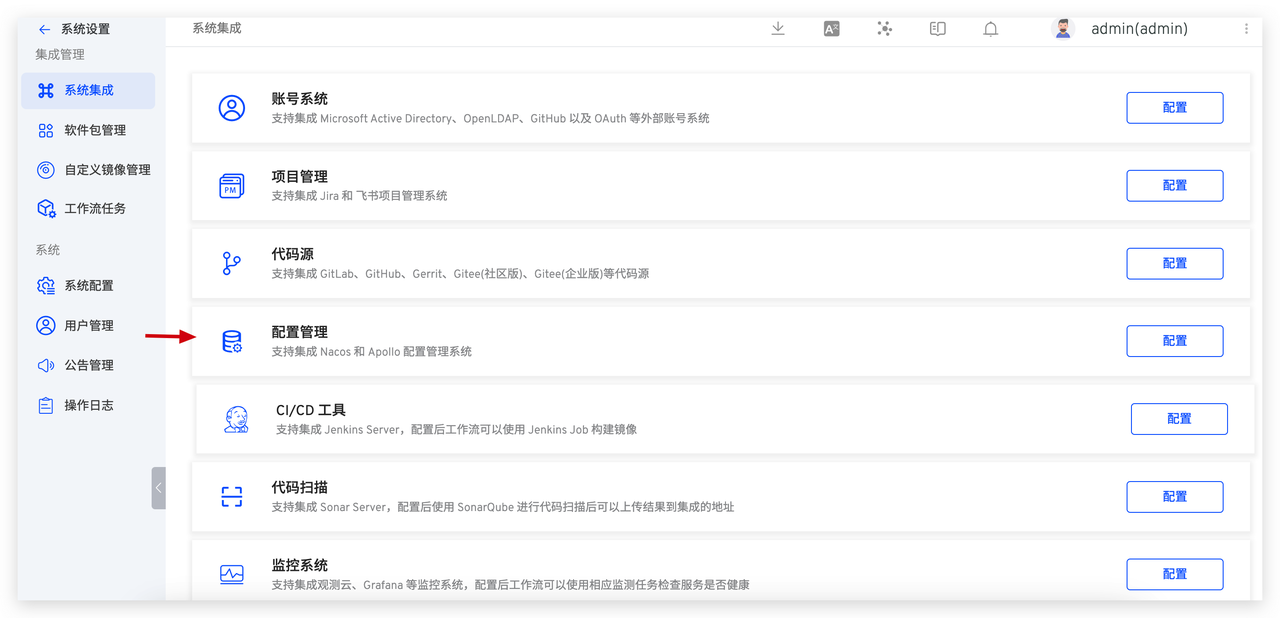 系统设置
集成管理
系统集成
软件包管理
自定义镜像管理
工作流任务
系统
系统配置
用户管理
公告管理
操作日志
系统集成
A
admin(admin)
账号系统
支持集成 Microsoft Active Directory、OpenLDAP、GitHub 以及 OAuth 等外部账号系统
配置
PM
项目管理
支持集成 Jira 和 飞书项目管理系统
配置
代码源
支持集成 GitLab、GitHub、Gerrit、Gitee(社区版)、Gitee(企业版)等代码源
配置
配置管理
支持集成 Nacos 和 Apollo 配置管理系统
配置
CI/CD 工具
支持集成 Jenkins Server，配置后工作流可以使用 Jenkins Job 构建镜像
配置
代码扫描
支持集成 Sonar Server，配置后使用 SonarQube 进行代码扫描后可以上传结果到集成的地址
配置
监控系统
支持集成观测云、Grafana 等监控系统，配置后工作流可以使用相应监测任务检查服务是否健康
配置